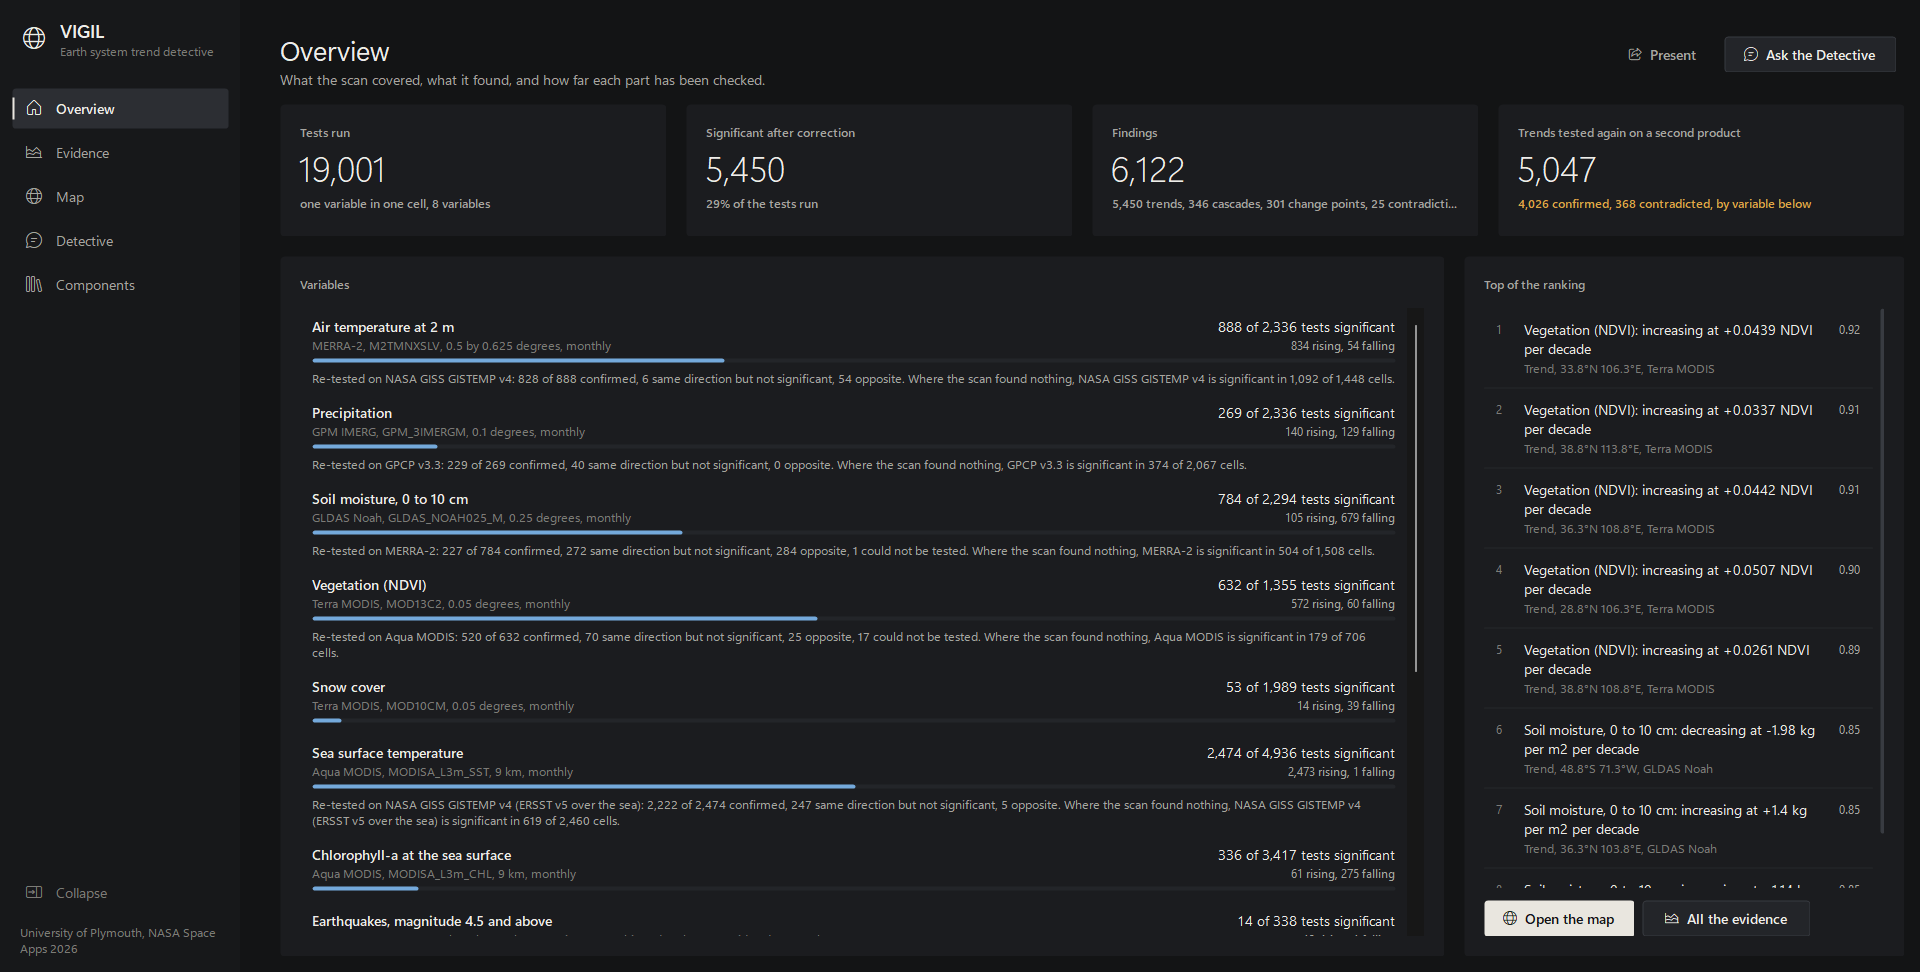 VIGIL
Earth system trend detective
Overview
Evidence
Map
Detective
Components
Collapse
University of Plymouth, NASA Space
Apps 2026
Overview
What the scan covered, what it found, and how far each part has been checked.
Present
Ask the Detective
Tests run
19,001
one variable in one cell, 8 variables
Significant after correction
5,450
29% of the tests run
Findings
6,122
5,450 trends, 346 cascades, 301 change points, 25 contradicti...
Trends tested again on a second product
5,047
4,026 confirmed, 368 contradicted, by variable below
Variables
Air temperature at 2 m
888 of 2,336 tests significant
MERRA-2, M2TMNXSLV, 0.5 by 0.625 degrees, monthly
834 rising, 54 falling
Re-tested on NASA GISS GISTEMP v4: 828 of 888 confirmed, 6 same direction but not significant, 54 opposite. Where the scan found nothing, NASA GISS GISTEMP v4 is significant in 1,092 of 1,448 cells.
Precipitation
269 of 2,336 tests significant
GPM IMERG, GPM_3IMERGM, 0.1 degrees, monthly
140 rising, 129 falling
Re-tested on GPCP v3.3: 229 of 269 confirmed, 40 same direction but not significant, 0 opposite. Where the scan found nothing, GPCP v3.3 is significant in 374 of 2,067 cells.
Soil moisture, 0 to 10 cm
784 of 2,294 tests significant
GLDAS Noah, GLDAS_NOAH025_M, 0.25 degrees, monthly
105 rising, 679 falling
Re-tested on MERRA-2: 227 of 784 confirmed, 272 same direction but not significant, 284 opposite, 1 could not be tested. Where the scan found nothing, MERRA-2 is significant in 504 of 1,508 cells.
Vegetation (NDVI)
632 of 1,355 tests significant
Terra MODIS, MOD13C2, 0.05 degrees, monthly
572 rising, 60 falling
Re-tested on Aqua MODIS: 520 of 632 confirmed, 70 same direction but not significant, 25 opposite, 17 could not be tested. Where the scan found nothing, Aqua MODIS is significant in 179 of 706
cells.
Snow cover
53 of 1,989 tests significant
Terra MODIS, MOD10CM, 0.05 degrees, monthly
14 rising, 39 falling
Sea surface temperature
2,474 of 4,936 tests significant
Aqua MODIS, MODISA_L3m_SST, 9 km, monthly
2,473 rising, 1 falling
Re-tested on NASA GISS GISTEMP v4 (ERSST v5 over the sea): 2,222 of 2,474 confirmed, 247 same direction but not significant, 5 opposite. Where the scan found nothing, NASA GISS GISTEMP v4
(ERSST v5 over the sea) is significant in 619 of 2,460 cells.
Chlorophyll-a at the sea surface
336 of 3,417 tests significant
Aqua MODIS, MODISA_L3m_CHL, 9 km, monthly
61 rising, 275 falling
Earthquakes, magnitude 4.5 and above
14 of 338 tests significant
Top of the ranking
1 Vegetation (NDVI): increasing at +0.0439 NDVI 0.92
per decade
Trend, 33.8°N 106.3°E, Terra MODIS
2 Vegetation (NDVI): increasing at +0.0337 NDVI 0.91
per decade
Trend, 38.8°N 113.8°E, Terra MODIS
3 Vegetation (NDVI): increasing at +0.0442 NDVI 0.91
per decade
Trend, 36.3°N 108.8°E, Terra MODIS
4 Vegetation (NDVI): increasing at +0.0507 NDVI 0.90
per decade
Trend, 28.8°N 106.3°E, Terra MODIS
5 Vegetation (NDVI): increasing at +0.0261 NDVI 0.89
per decade
Trend, 38.8°N 108.8°E, Terra MODIS
6 Soil moisture, 0 to 10 cm: decreasing at -1.98 kg 0.85
per m2 per decade
Trend, 48.8°S 71.3°W, GLDAS Noah
7 Soil moisture, 0 to 10 cm: increasing at +1.4 kg 0.85
per m2 per decade
Trend, 36.3°N 103.8°E, GLDAS Noah
Open the map
All the evidence